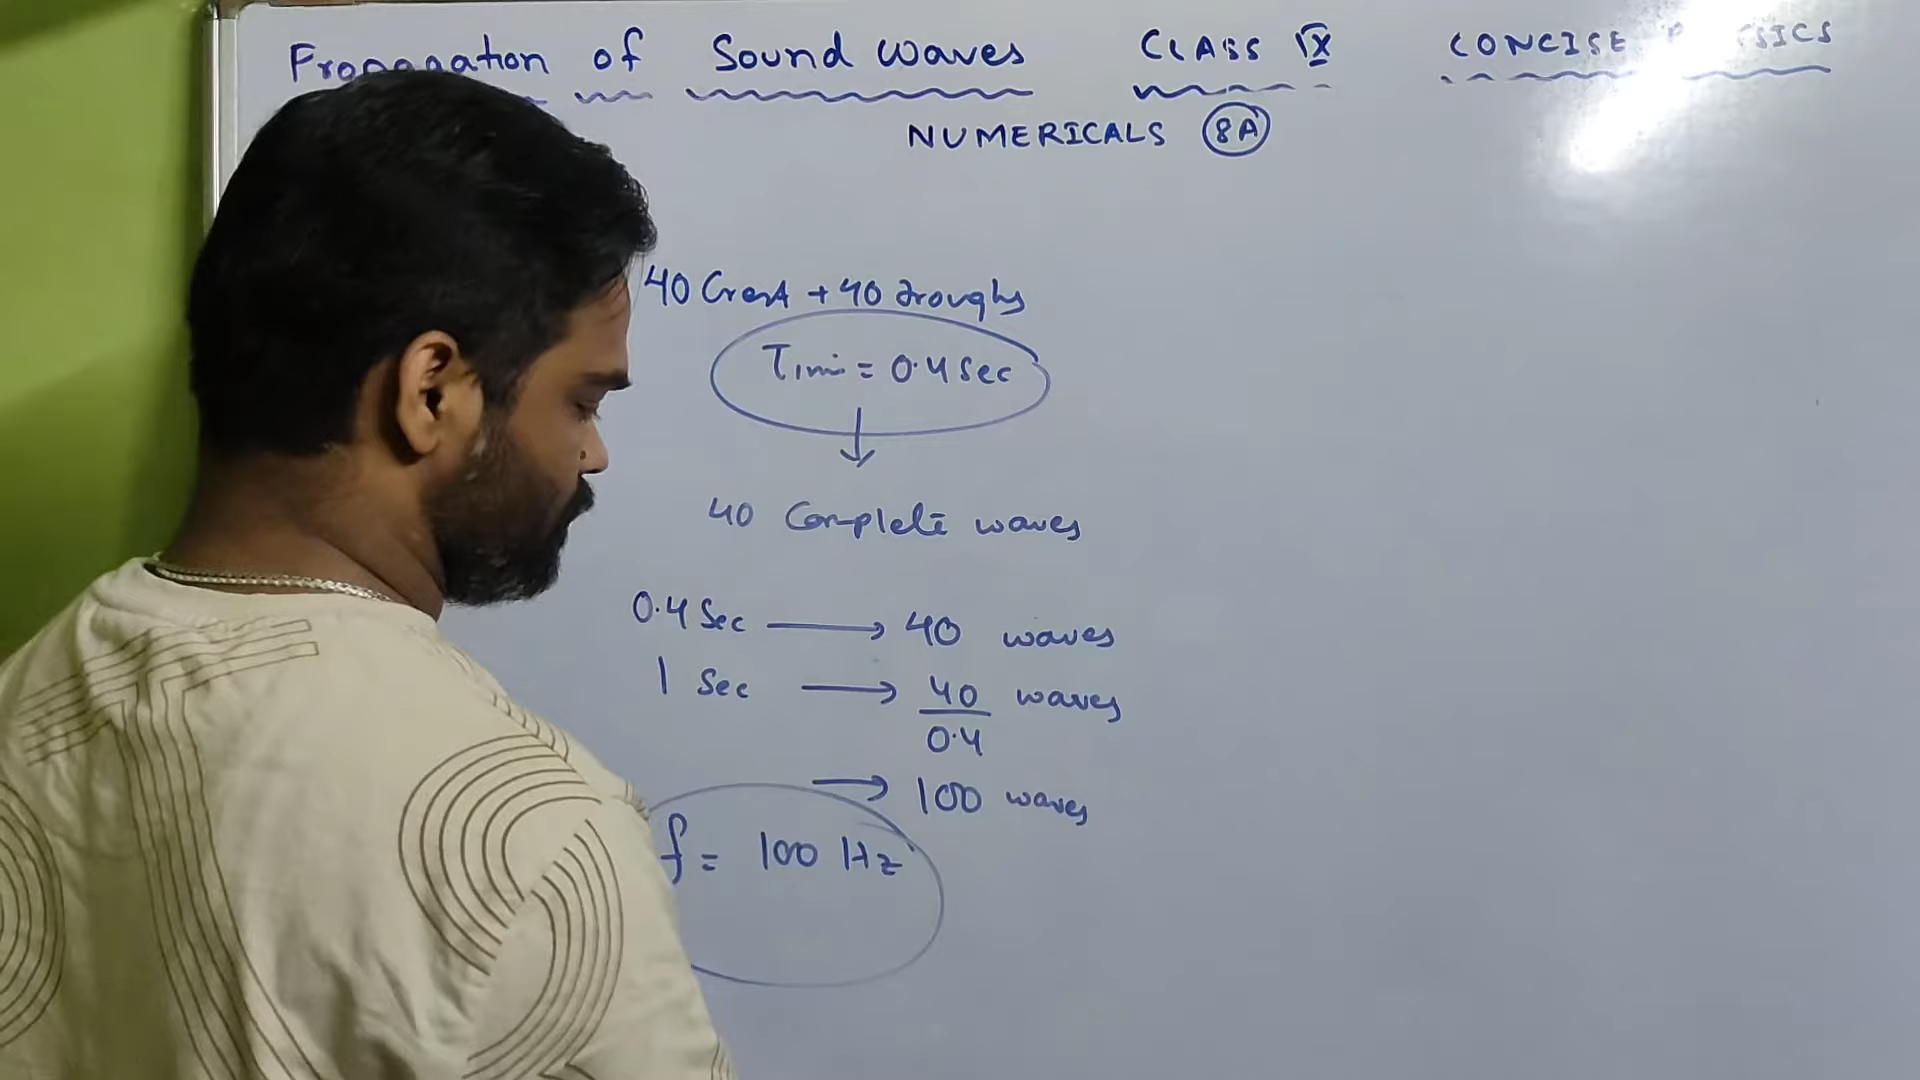 Propagation of Sound waves CLASS IX CONCISE PHYSICS
NUMERICALS 8A
40 Crest + 40 Troughs
Time = 0.4 Sec
↓
40 Complete waves
0.4 Sec → 40 waves
1 Sec → 40/0.4 waves
→ 100 waves
f = 100 Hz